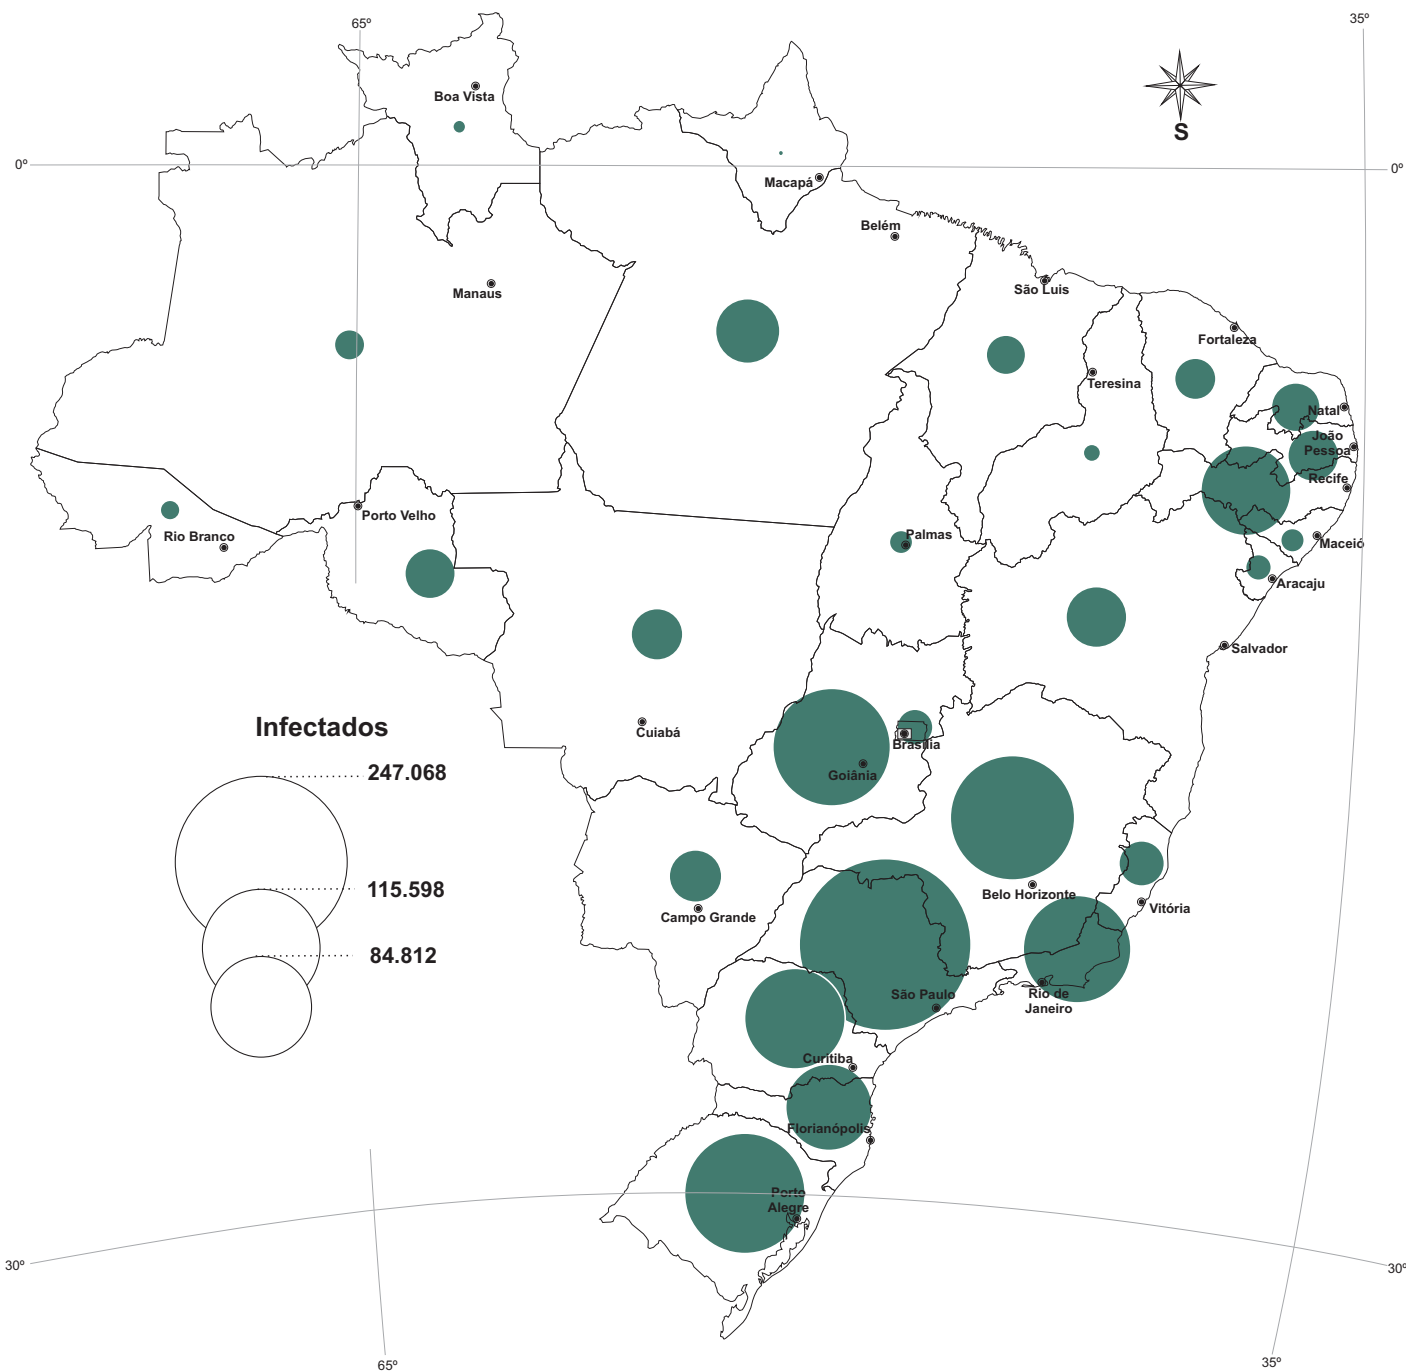 65º
35º
Boa Vista
S
0º
0º
Macapá
Belém
Manaus
São Luis
Fortaleza
Teresina
Natal
João
Pessoa
Recife
Porto Velho
Rio Branco
Palmas
Maceió
Aracaju
Salvador
Infectados
Cuiabá
Brasília
247.068
Goiânia
115.598
Belo Horizonte
Campo Grande
Vitória
84.812
São Paulo
Rio de
Janeiro
Curitiba
Florianópolis
Porto
Alegre
30º
30º
65º
35º